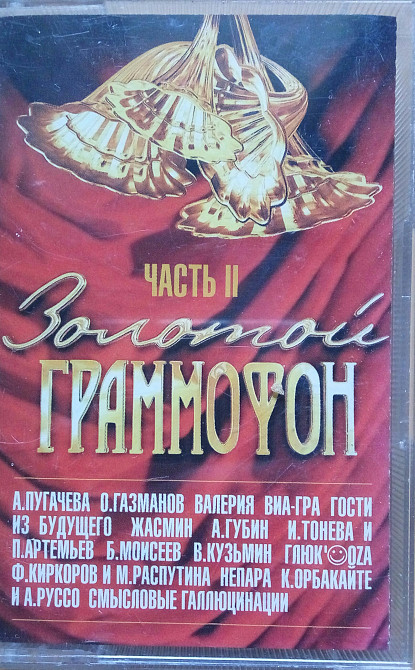 ЧАСТЬ II
Золотой
ГРАММОФОН
А.ПУГАЧЕВА О.ГАЗМАНОВ ВАЛЕРИЯ ВИА-ГРА ГОСТИ
ИЗ БУДУЩЕГО ЖАСМИН А.ГУБИН И.ТОНЕВА И
П.АРТЕМЬЕВ Б.МОИСЕЕВ В.КУЗЬМИН ГЛЮК'☺OZA
Ф.КИРКОРОВ И М.РАСПУТИНА НЕПАРА К.ОРБАКАЙТЕ
И А.РУССО СМЫСЛОВЫЕ ГАЛЛЮЦИНАЦИИ